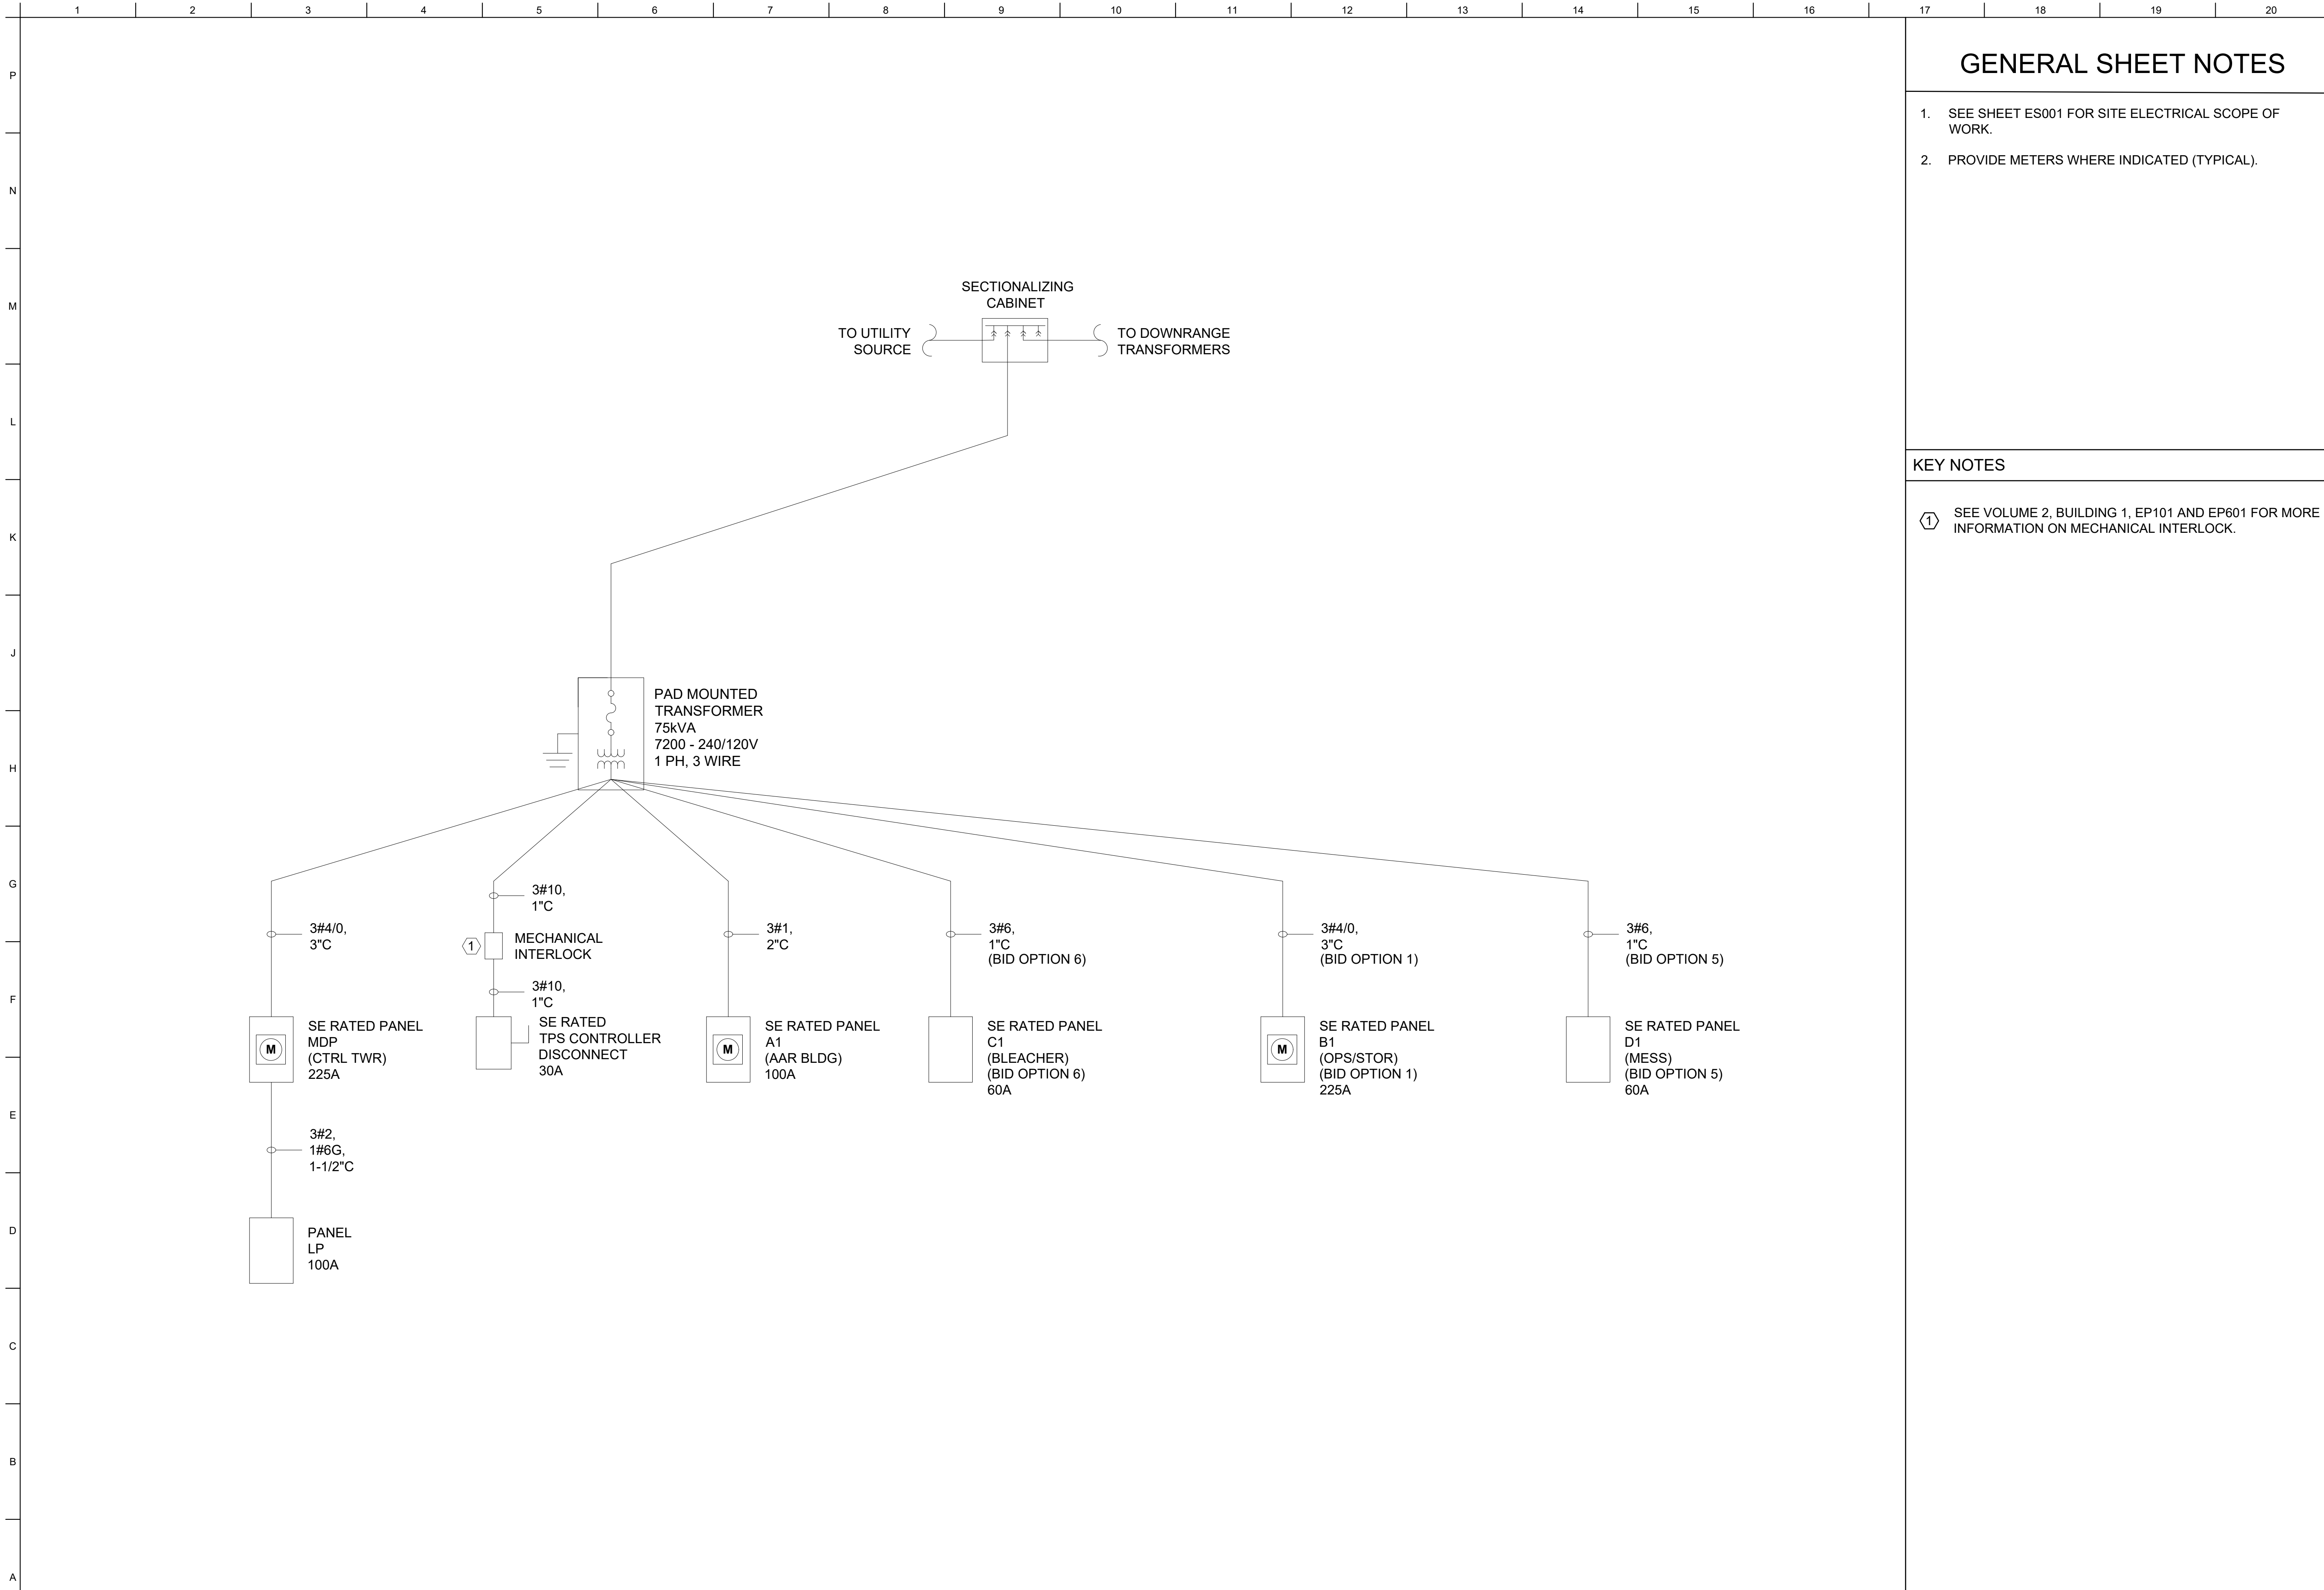 1 2 3 4 5 6 7 8 9 10 11 12 13 14 15 16 17 18 19 20
P
N
M
L
K
J
H
G
F
E
D
C
B
A
SECTIONALIZING
CABINET
TO UTILITY
SOURCE
TO DOWNRANGE
TRANSFORMERS
PAD MOUNTED
TRANSFORMER
75kVA
7200 - 240/120V
1 PH, 3 WIRE
3#4/0,
3"C
M
SE RATED PANEL
MDP
(CTRL TWR)
225A
3#2,
1#6G,
1-1/2"C
PANEL
LP
100A
3#10,
1"C
1
MECHANICAL
INTERLOCK
3#10,
1"C
SE RATED
TPS CONTROLLER
DISCONNECT
30A
3#1,
2"C
M
SE RATED PANEL
A1
(AAR BLDG)
100A
3#6,
1"C
(BID OPTION 6)
SE RATED PANEL
C1
(BLEACHER)
(BID OPTION 6)
60A
3#4/0,
3"C
(BID OPTION 1)
M
SE RATED PANEL
B1
(OPS/STOR)
(BID OPTION 1)
225A
3#6,
1"C
(BID OPTION 5)
SE RATED PANEL
D1
(MESS)
(BID OPTION 5)
60A
GENERAL SHEET NOTES
1. SEE SHEET ES001 FOR SITE ELECTRICAL SCOPE OF
WORK.
2. PROVIDE METERS WHERE INDICATED (TYPICAL).
KEY NOTES
1 SEE VOLUME 2, BUILDING 1, EP101 AND EP601 FOR MORE
INFORMATION ON MECHANICAL INTERLOCK.